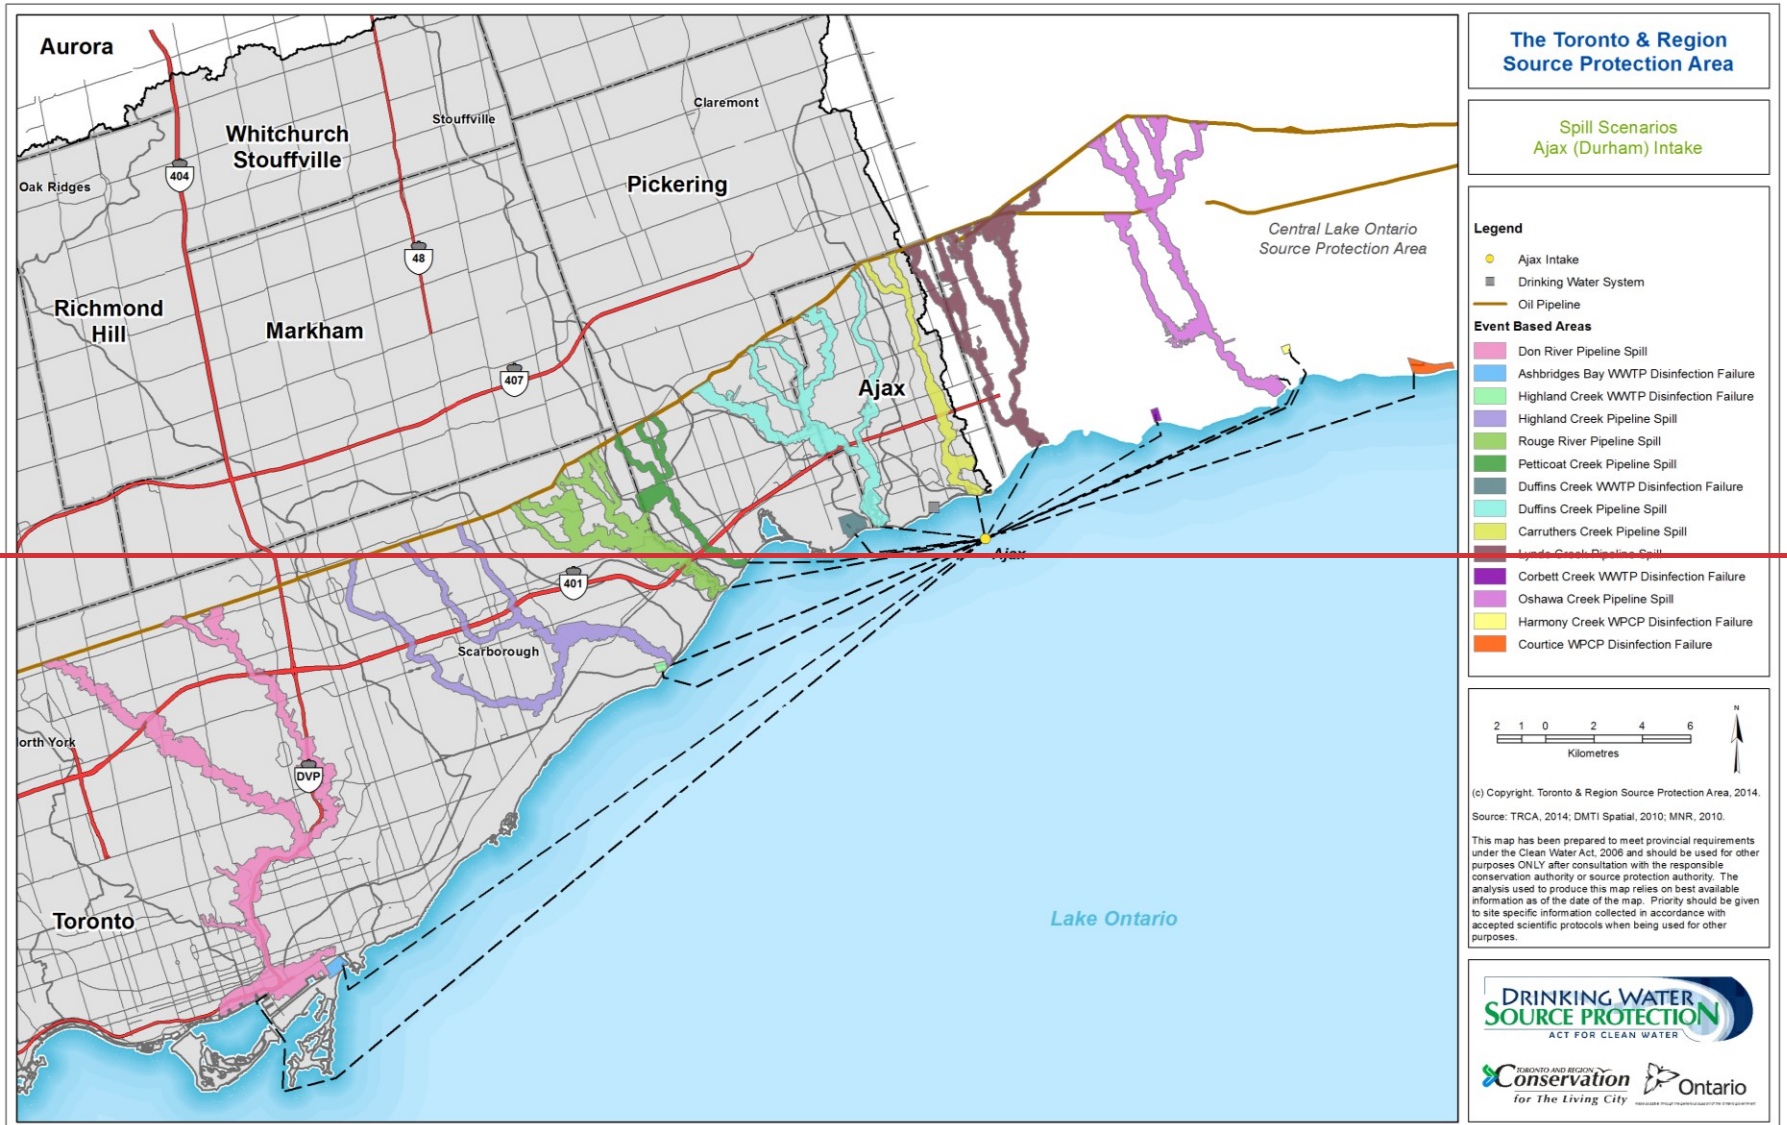 Aurora
Whitchurch
Stouffville
Stouffville
Claremont
Pickering
Oak Ridges
404
48
Richmond
Hill
Markham
407
Ajax
Central Lake Ontario
Source Protection Area
Ajax
401
Scarborough
North York
DVP
Toronto
Lake Ontario
The Toronto & Region
Source Protection Area
Spill Scenarios
Ajax (Durham) Intake
Legend
Ajax Intake
Drinking Water System
Oil Pipeline
Event Based Areas
Don River Pipeline Spill
Ashbridges Bay WWTP Disinfection Failure
Highland Creek WWTP Disinfection Failure
Highland Creek Pipeline Spill
Rouge River Pipeline Spill
Petticoat Creek Pipeline Spill
Duffins Creek WWTP Disinfection Failure
Duffins Creek Pipeline Spill
Carruthers Creek Pipeline Spill
Lynde Creek Pipeline Spill
Corbett Creek WWTP Disinfection Failure
Oshawa Creek Pipeline Spill
Harmony Creek WPCP Disinfection Failure
Courtice WPCP Disinfection Failure
N
2 1 0 2 4 6
Kilometres
(c) Copyright. Toronto & Region Source Protection Area, 2014.
Source: TRCA, 2014; DMTI Spatial, 2010; MNR, 2010.
This map has been prepared to meet provincial requirements
under the Clean Water Act, 2006 and should be used for other
purposes ONLY after consultation with the responsible
conservation authority or source protection authority. The
analysis used to produce this map relies on best available
information as of the date of the map. Priority should be given
to site specific information collected in accordance with
accepted scientific protocols when being used for other
purposes.
DRINKING WATER
SOURCE PROTECTION
ACT FOR CLEAN WATER
TORONTO AND REGION
Conservation
for The Living City
Ontario